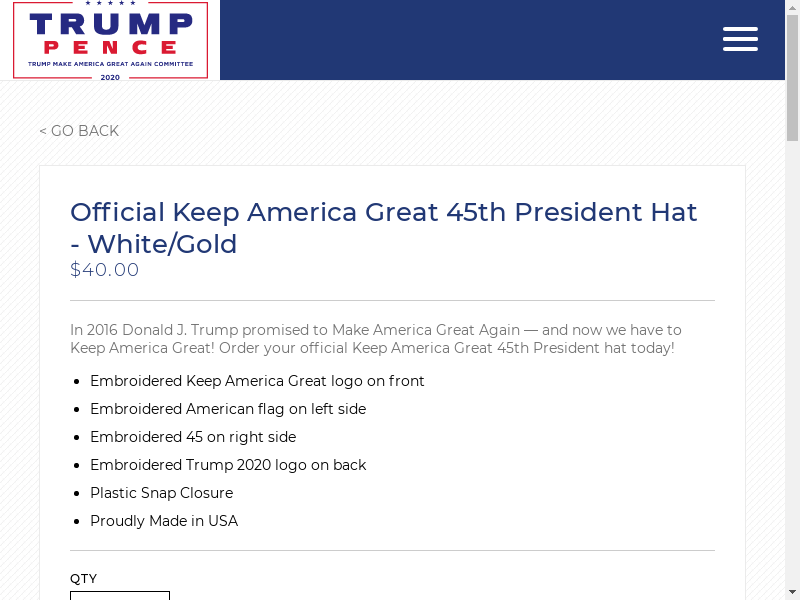 TRUMP
PENCE
TRUMP MAKE AMERICA GREAT AGAIN COMMITTEE
2020
< GO BACK
Official Keep America Great 45th President Hat
- White/Gold
$40.00
In 2016 Donald J. Trump promised to Make America Great Again — and now we have to
Keep America Great! Order your official Keep America Great 45th President hat today!
• Embroidered Keep America Great logo on front
• Embroidered American flag on left side
• Embroidered 45 on right side
• Embroidered Trump 2020 logo on back
• Plastic Snap Closure
• Proudly Made in USA
QTY